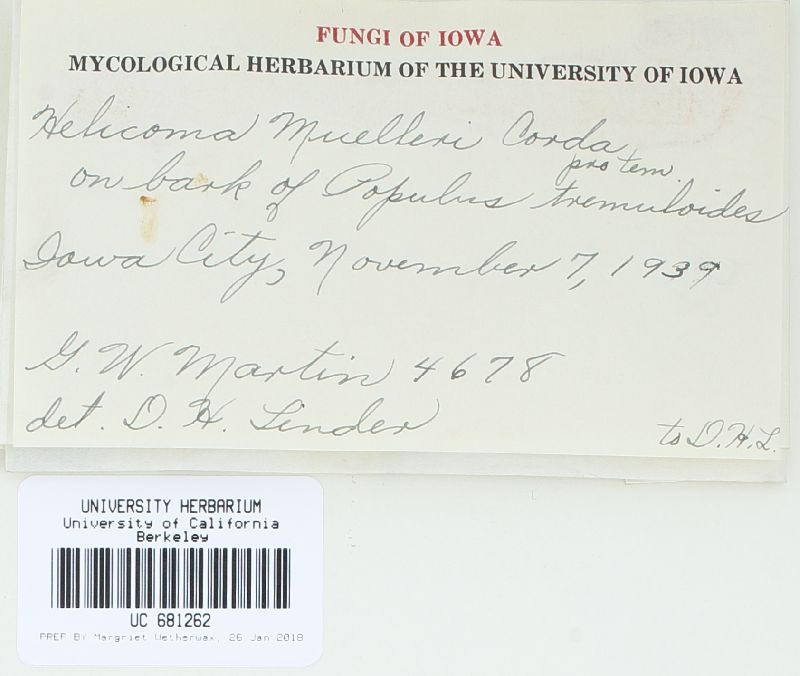 FUNGI OF IOWA
MYCOLOGICAL HERBARIUM OF THE UNIVERSITY OF IOWA
Helicoma Muelleri Corda
pro tem.
on bark of Populus tremuloides
Iowa City, November 7, 1939
G. W. Martin 4678
det. D. H. Linder
to D.H.L.
UNIVERSITY HERBARIUM
University of California
Berkeley
UC 681262
PREP BY Margriet Wetherwax, 26 Jan 2018